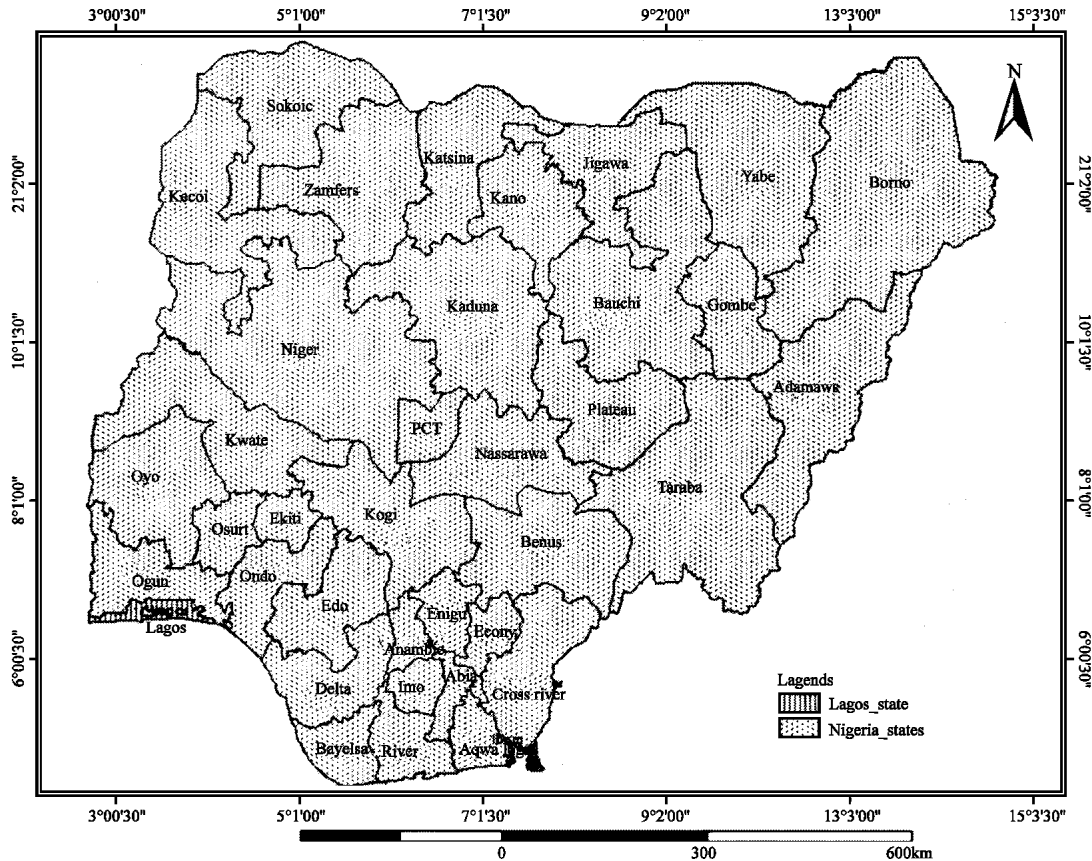 3°00'30" 5°1'00" 7°1'30" 9°2'00" 13°3'00" 15°3'30"
N
Sokoic
Katsina
Jigawa
Yabe
Borno
Kecoi
Zamfers
Kano
21°2'00"
21°2'00"
Kaduna
Bauchi
Gombe
Niger
10°1'30"
10°1'30"
Adamawa
Plateau
PCT
Kwate
Nassarawa
Oyo
Taraba
8°1'00"
8°1'00"
Kogi
Osurt
Ekiti
Benus
Ogun
Ondo
Edo
Enigu
Lagos
Econy
Anambre
6°00'30"
6°00'30"
Abia
Delta
Imo
Cross river
Bayelsa
River
Aqwa
Lagends
Lagos_state
Nigeria_states
3°00'30" 5°1'00" 7°1'30" 9°2'00" 13°3'00" 15°3'30"
0 300 600km